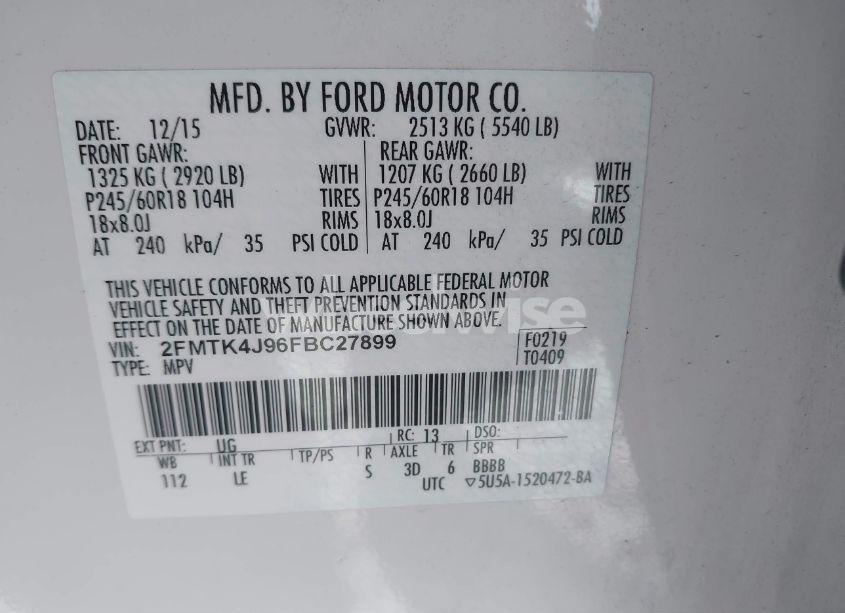 MFD. BY FORD MOTOR CO.
DATE: 12/15 GVWR: 2513 KG ( 5540 LB)
FRONT GAWR: REAR GAWR:
1325 KG ( 2920 LB) WITH 1207 KG ( 2660 LB) WITH
P245/60R18 104H TIRES P245/60R18 104H TIRES
18x8.0J RIMS 18x8.0J RIMS
AT 240 kPa/ 35 PSI COLD AT 240 kPa/ 35 PSI COLD
THIS VEHICLE CONFORMS TO ALL APPLICABLE FEDERAL MOTOR
VEHICLE SAFETY AND THEFT PREVENTION STANDARDS IN
EFFECT ON THE DATE OF MANUFACTURE SHOWN ABOVE.
VIN: 2FMTK4J96FBC27899 F0219
TYPE: MPV T0409
EXT PNT: UG RC: 13 DSO:
WB INT TR TP/PS R AXLE TR SPR
112 LE S 3D 6 BBBB
UTC ▽5U5A-1520472-BA